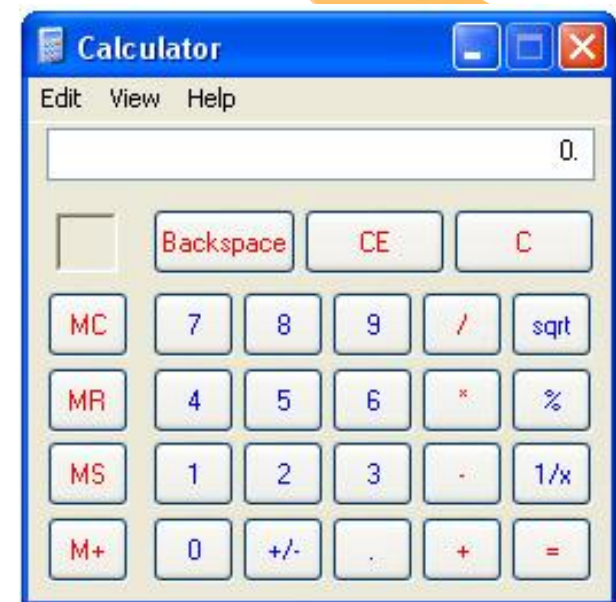 Calculator
Edit View Help
0.
Backspace CE C
MC 7 8 9 / sqrt
MR 4 5 6 * %
MS 1 2 3 - 1/x
M+ 0 +/- . + =